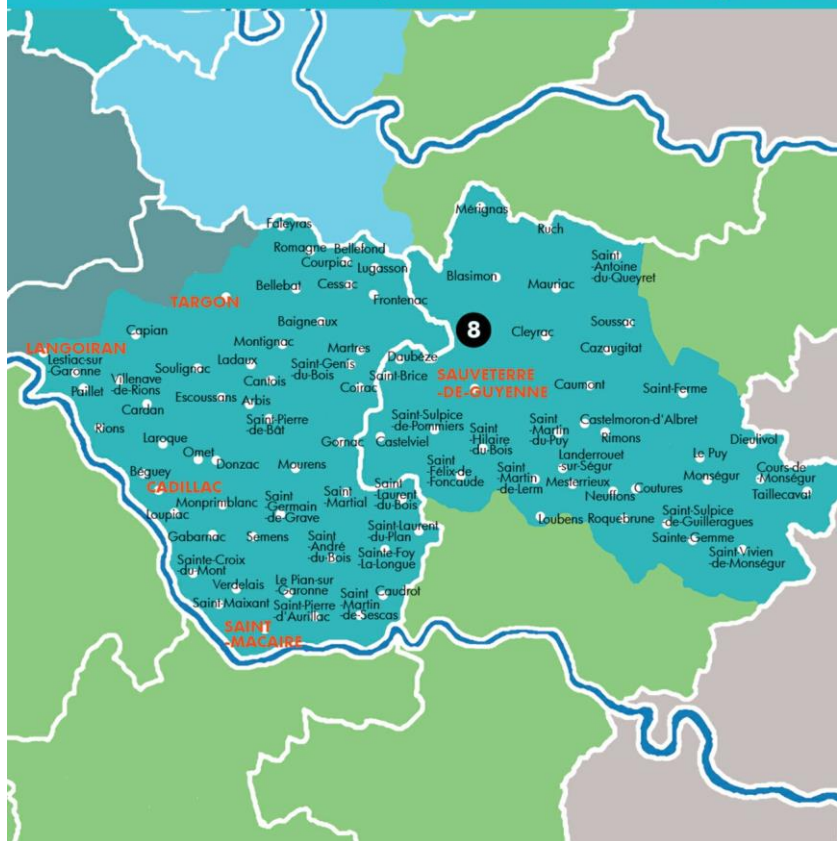 Mérignas
Ruch
Faleyras
Romagne
Bellefond
Courpiac
Lugasson
Saint
-Antoine
-du-Queyret
Blasimon
Mauriac
Bellebat
Cessac
Frontenac
TARGON
Baigneaux
8
Soussac
Capian
Cleyrac
Montignac
Martres
Cazaugitat
LANGOIRAN
Lestiac-sur
-Garonne
Soulignac
Ladaux
Saint-Genis
-du-Bois
Daubèze
Saint-Brice
SAUVETERRE
-DE-GUYENNE
Paillet
Villenave
-de-Rions
Cantois
Coirac
Caumont
Saint-Ferme
Cardan
Escoussans
Arbis
Saint-Pierre
-de-Bât
Saint-Sulpice
-de-Pommiers
Saint
-Martin
-du-Puy
Castelmoron-d'Albret
Rimons
Rions
Laroque
Gornac
Castelviel
Saint
-Hilaire
-du-Bois
Dieulivol
Omet
Donzac
Mourens
Saint
-Félix-de
-Foncaude
Saint
-Martin
-de-Lerm
Landerrouet
-sur-Ségur
Le Puy
Béguey
CADILLAC
Mesterrieux
Monségur
Cours-de
-Monségur
Monprimblanc
Saint
-Germain
-de-Grave
Saint
-Martial
Saint
-Laurent
-du-Bois
Neuffons
Coutures
Taillecavat
Loupiac
Loubens
Roquebrune
Saint-Sulpice
-de-Guilleragues
Gabarnac
Semens
Saint
-André
-du-Bois
Saint-Laurent
-du-Plan
Sainte-Foy
-La-Longue
Sainte-Gemme
Saint-Vivien
-de-Monségur
Sainte-Croix
-du-Mont
Verdelais
Le Pian-sur
-Garonne
Saint
-Martin
-de-Sescas
Caudrot
Saint-Maixant
Saint-Pierre
d'Aurillac
SAINT
-MACAIRE